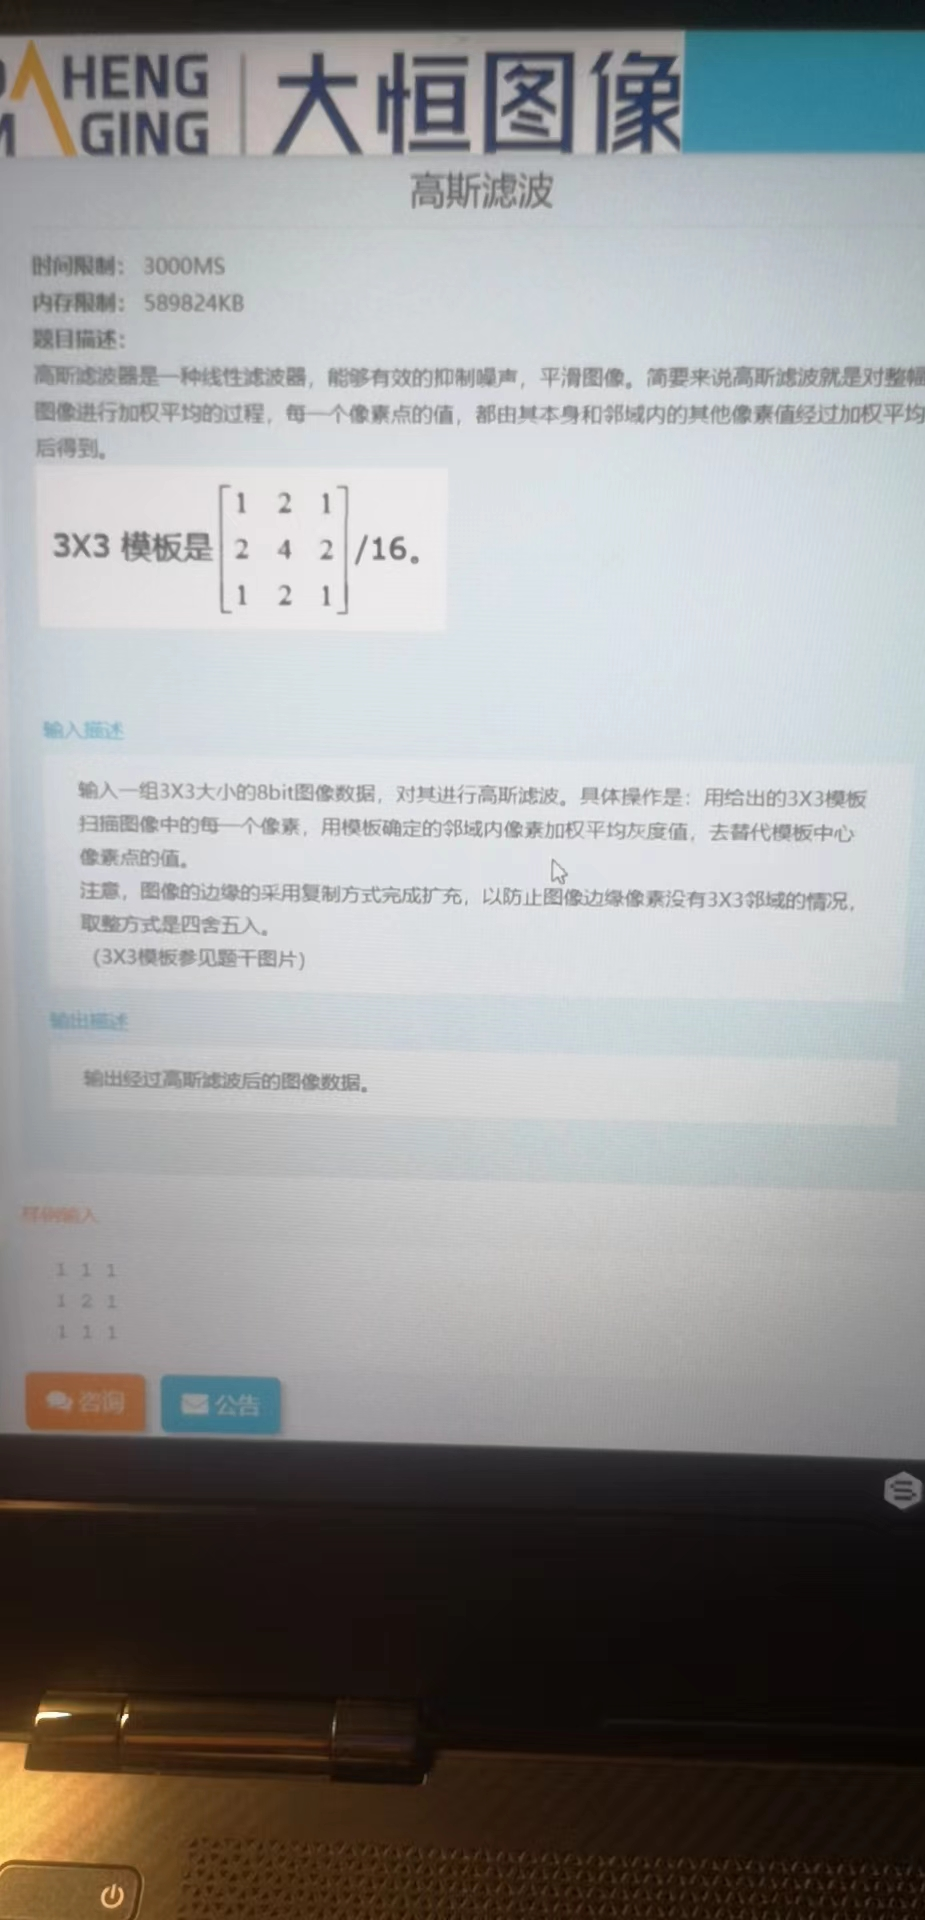 AHENG
GING
大恒图像
高斯滤波
时间限制： 3000MS
内存限制： 589824KB
题目描述：
高斯滤波器是一种线性滤波器，能够有效的抑制噪声，平滑图像。简要来说高斯滤波就是对整幅
图像进行加权平均的过程，每一个像素点的值，都由其本身和邻域内的其他像素值经过加权平均
后得到。
1 2 1
3X3 模板是 2 4 2 /16。
1 2 1
输入描述
输入一组3X3大小的8bit图像数据，对其进行高斯滤波。具体操作是：用给出的3X3模板
扫描图像中的每一个像素，用模板确定的邻域内像素加权平均灰度值，去替代模板中心
像素点的值。
注意，图像的边缘的采用复制方式完成扩充，以防止图像边缘像素没有3X3邻域的情况，
取整方式是四舍五入。
(3X3模板参见题干图片)
输出描述
输出经过高斯滤波后的图像数据。
样例输入
1 1 1
1 2 1
1 1 1
咨询
公告